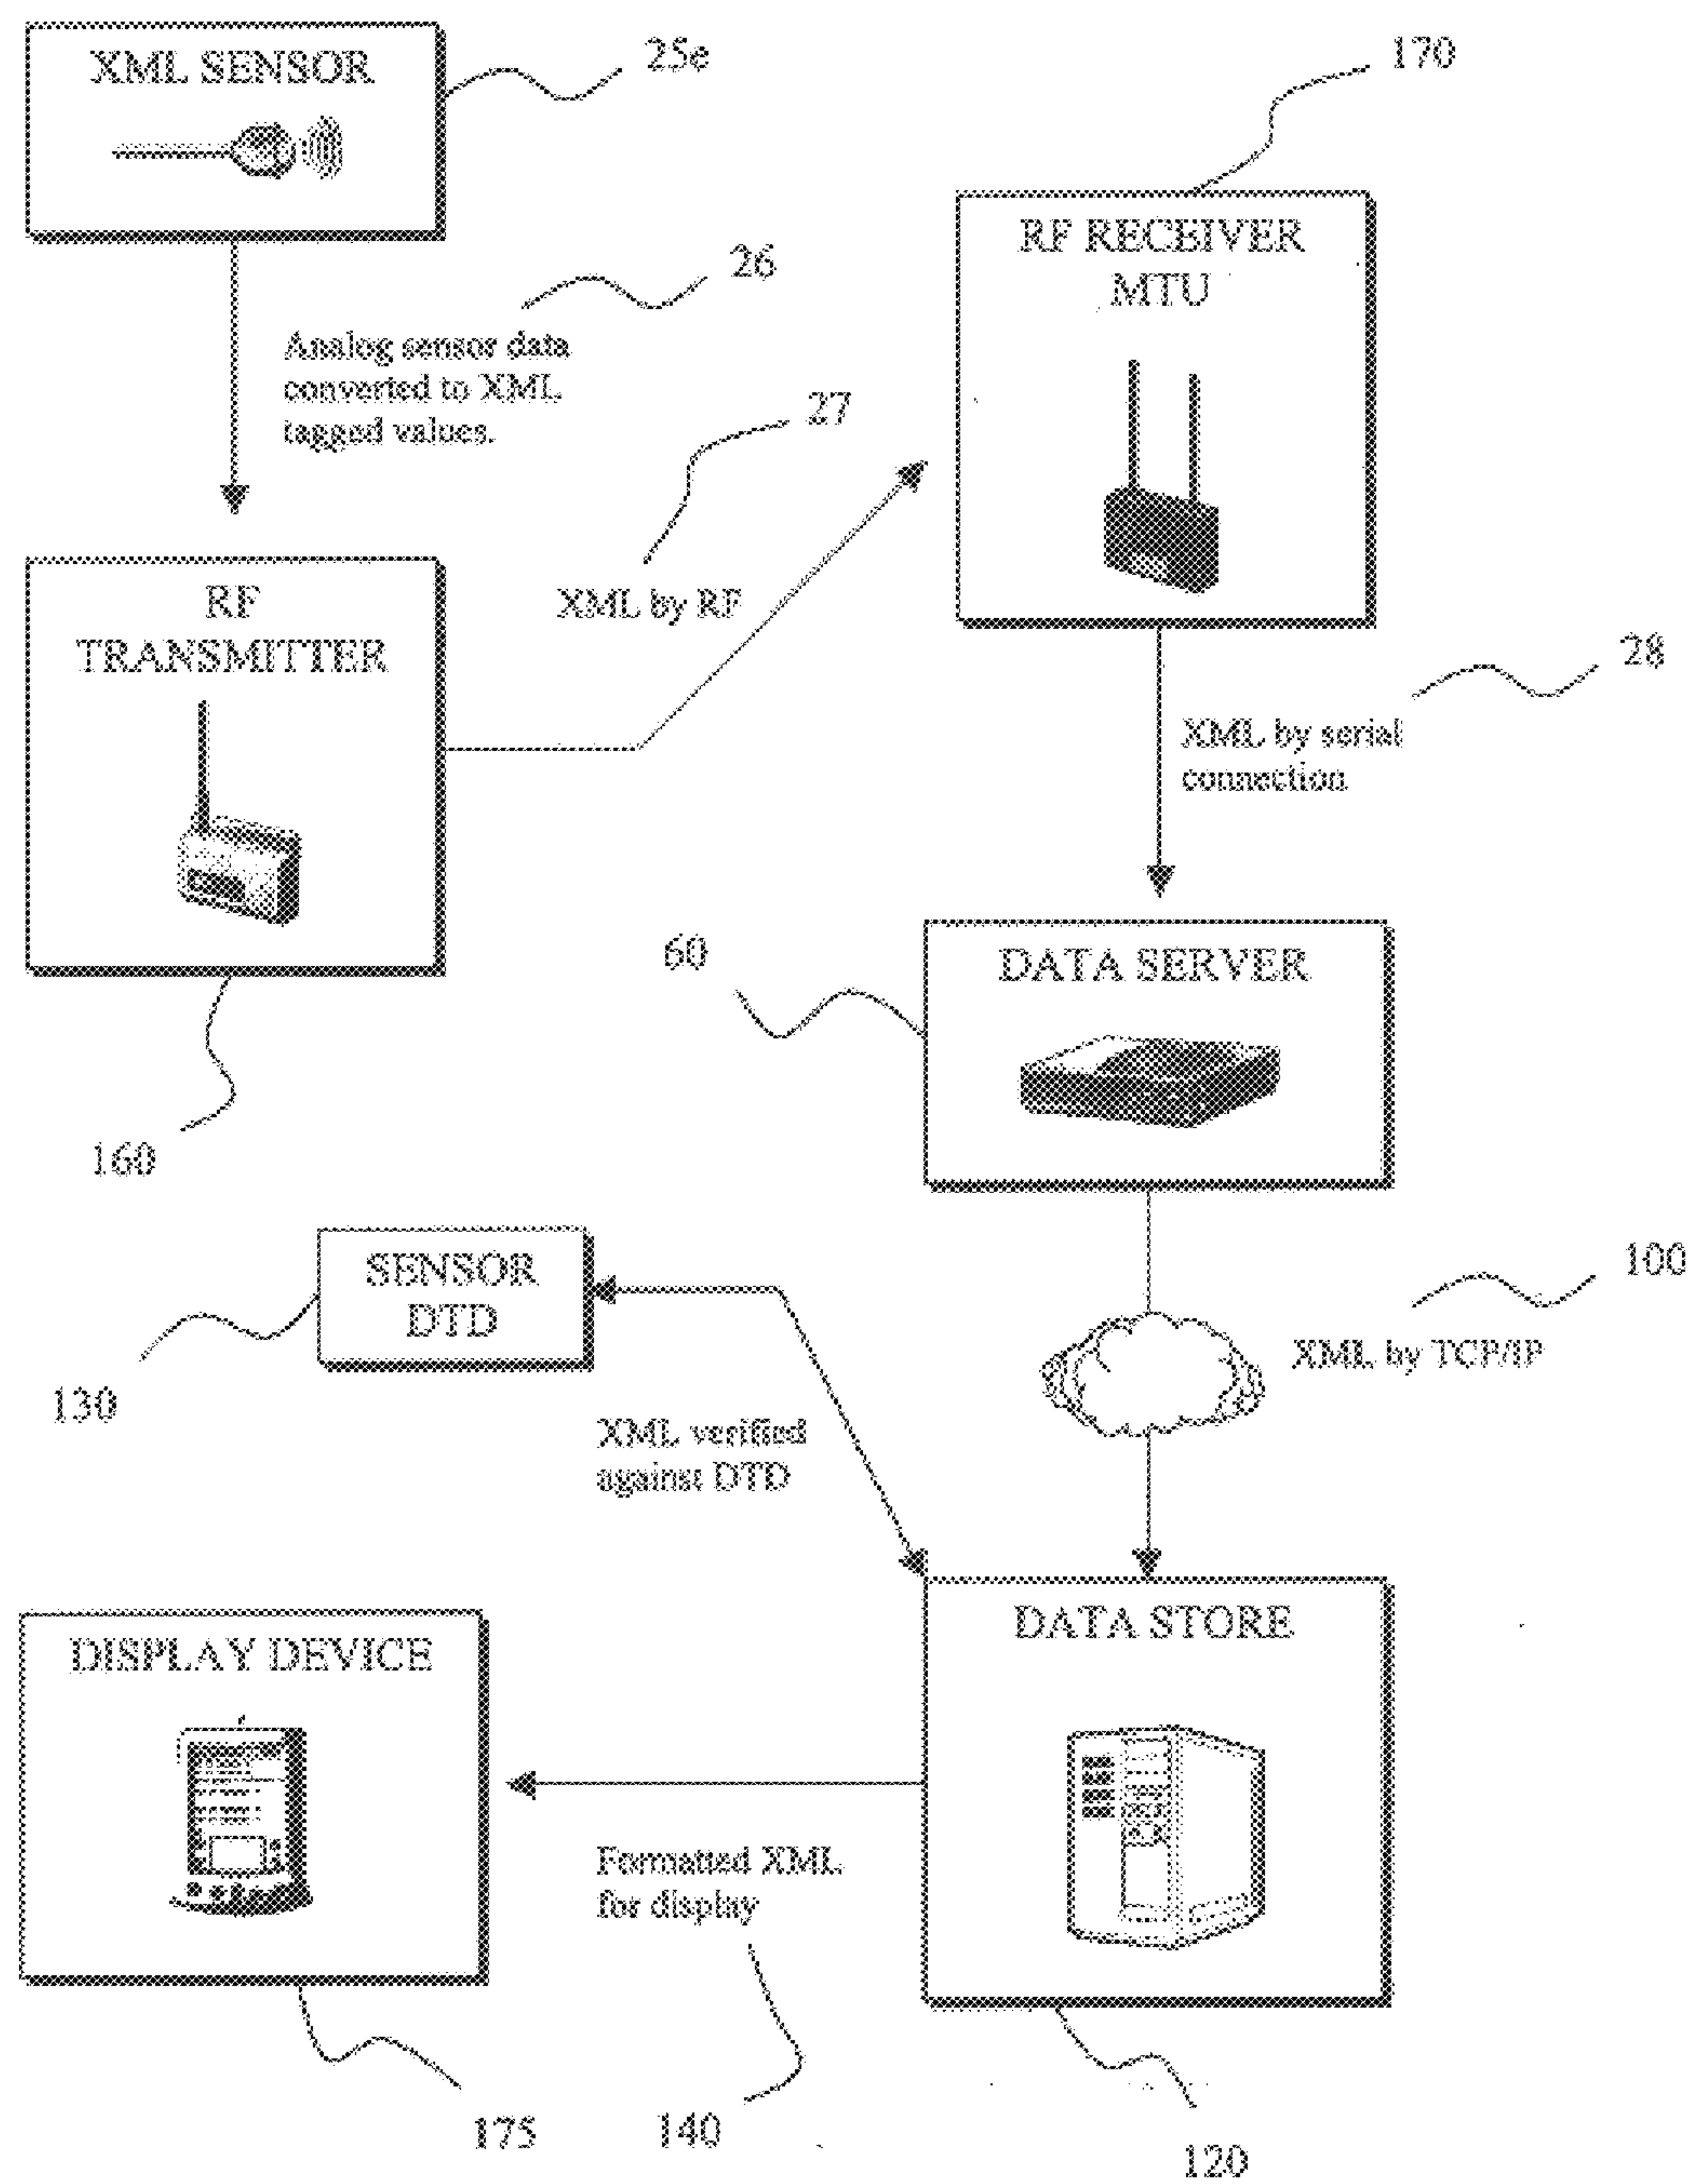 XML SENSOR
25e
170
RF RECEIVER
MTU
26
Analog sensor data
converted to XML
tagged values.
27
XML by RF
RF
TRANSMITTER
28
XML by serial
connection
60
DATA SERVER
160
100
XML by TCP/IP
SENSOR
DTD
130
XML verified
against DTD
DATA STORE
DISPLAY DEVICE
Formatted XML
for display
175
140
120